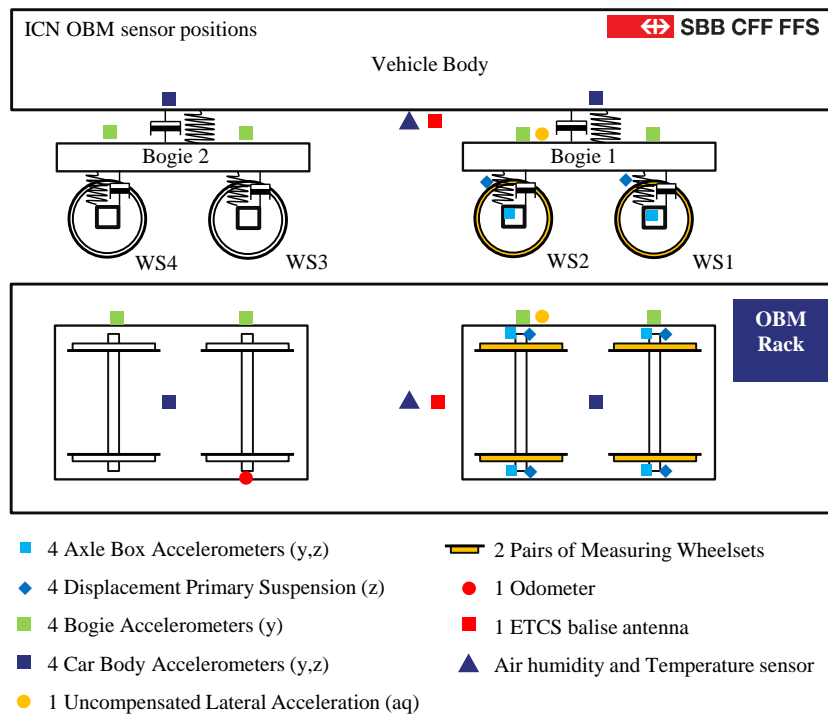 ICN OBM sensor positions
SBB CFF FFS
Vehicle Body
Bogie 2
Bogie 1
WS4
WS3
WS2
WS1
OBM
Rack
4 Axle Box Accelerometers (y,z)
4 Displacement Primary Suspension (z)
4 Bogie Accelerometers (y)
4 Car Body Accelerometers (y,z)
1 Uncompensated Lateral Acceleration (aq)
2 Pairs of Measuring Wheelsets
1 Odometer
1 ETCS balise antenna
Air humidity and Temperature sensor